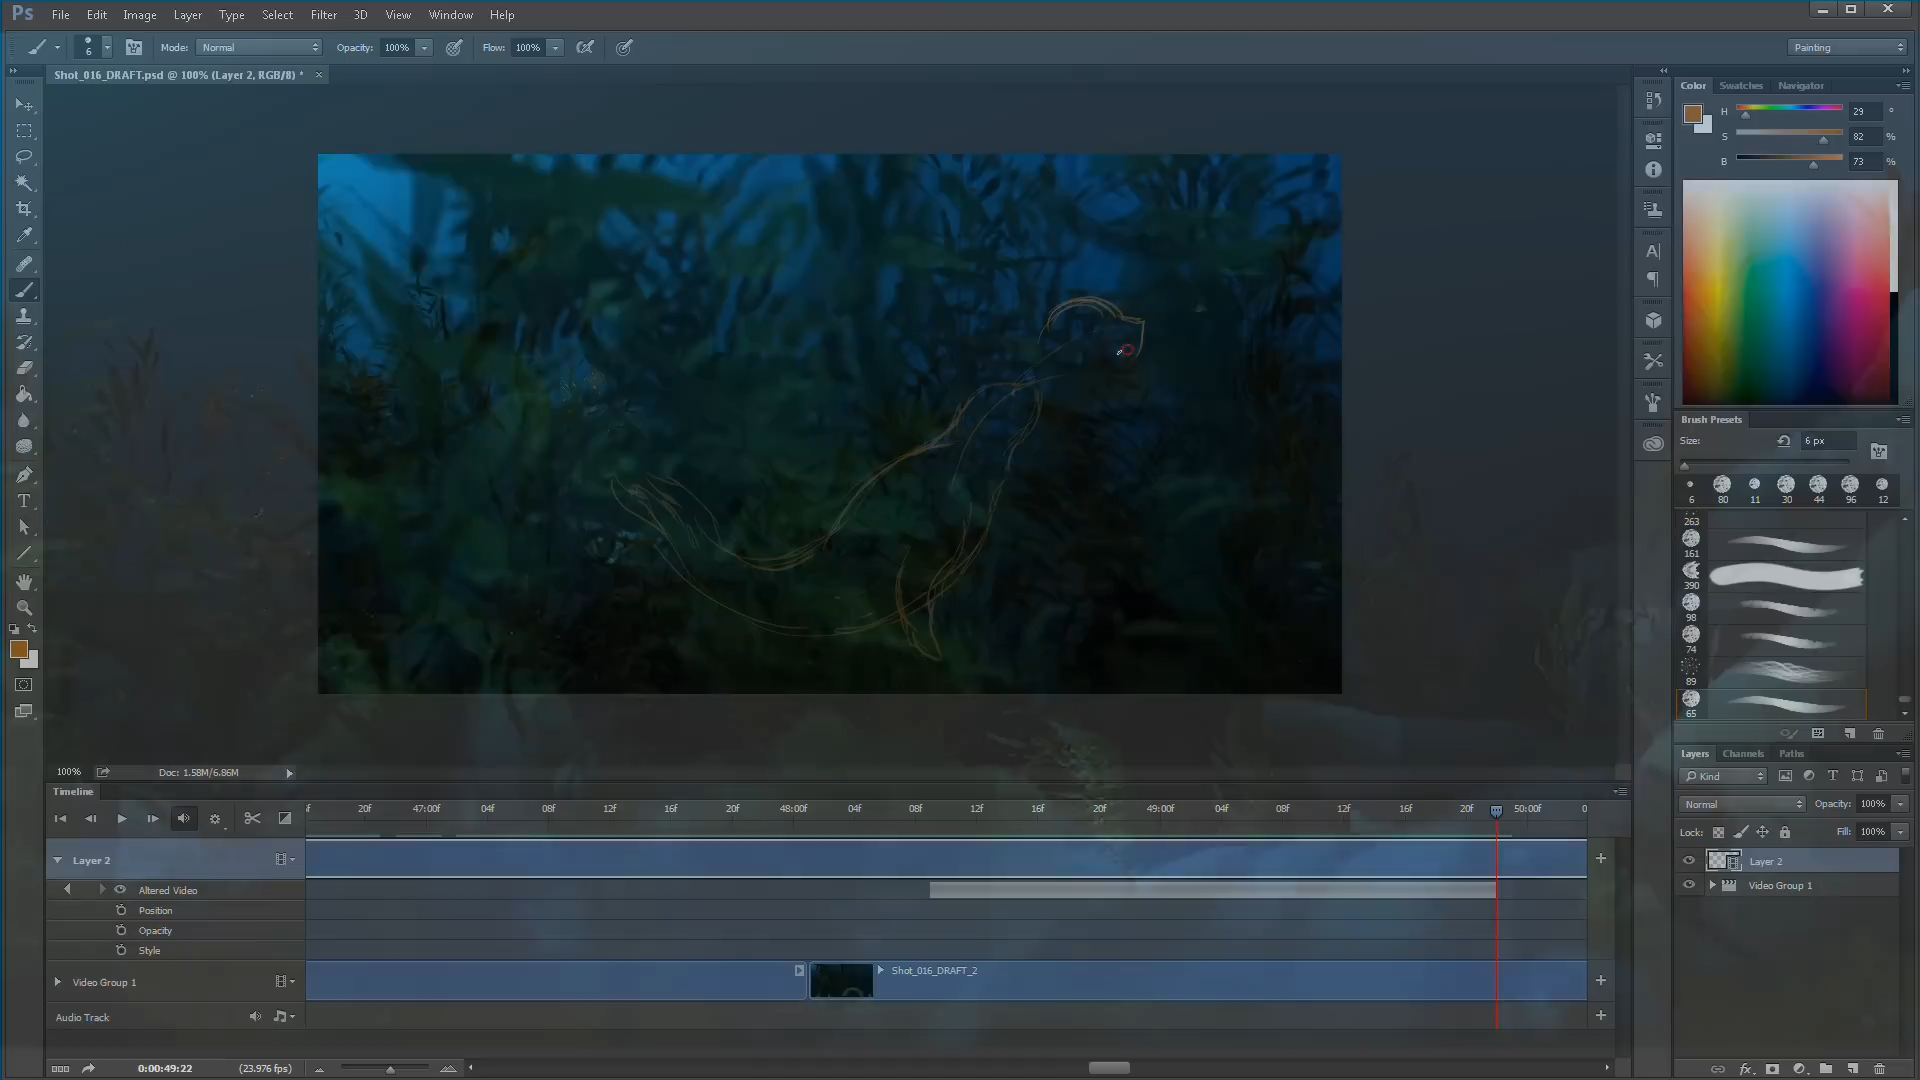 Ps File Edit Image Layer Type Select Filter 3D View Window Help
6 Mode: Normal Opacity: 100% Flow: 100% Painting
Shot_016_DRAFT.psd @ 100% (Layer 2, RGB/8) * ×
Color Swatches Navigator
H 29 °
S 82 %
B 73 %
Brush Presets
Size: 6 px
6 80 11 30 44 96 12
263
161
390
98
74
89
65
Layers Channels Paths
Kind
Normal Opacity: 100%
Lock: Fill: 100%
Layer 2
Video Group 1
100% Doc: 1.58M/6.86M
Timeline
20f 47:00f 04f 08f 12f 16f 20f 48:00f 04f 08f 12f 16f 20f 49:00f 04f 08f 12f 16f 20f 50:00f 0
Layer 2
Altered Video
Position
Opacity
Style
Video Group 1 Shot_016_DRAFT_2
Audio Track
0:00:49:22 (23.976 fps)